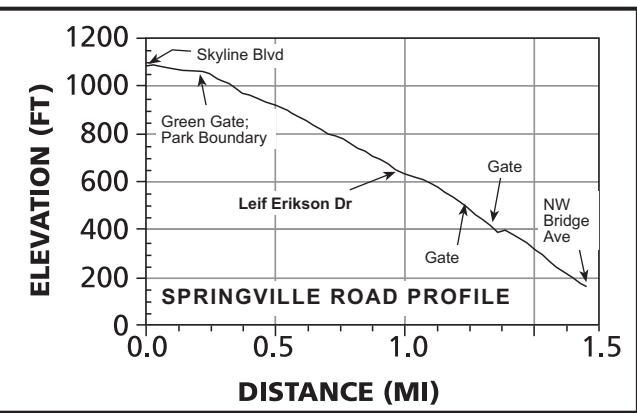 1200
1000
800
600
400
200
0
ELEVATION (FT)
Skyline Blvd
Green Gate;
Park Boundary
Leif Erikson Dr
Gate
Gate
NW
Bridge
Ave
SPRINGVILLE ROAD PROFILE
0.0 0.5 1.0 1.5
DISTANCE (MI)